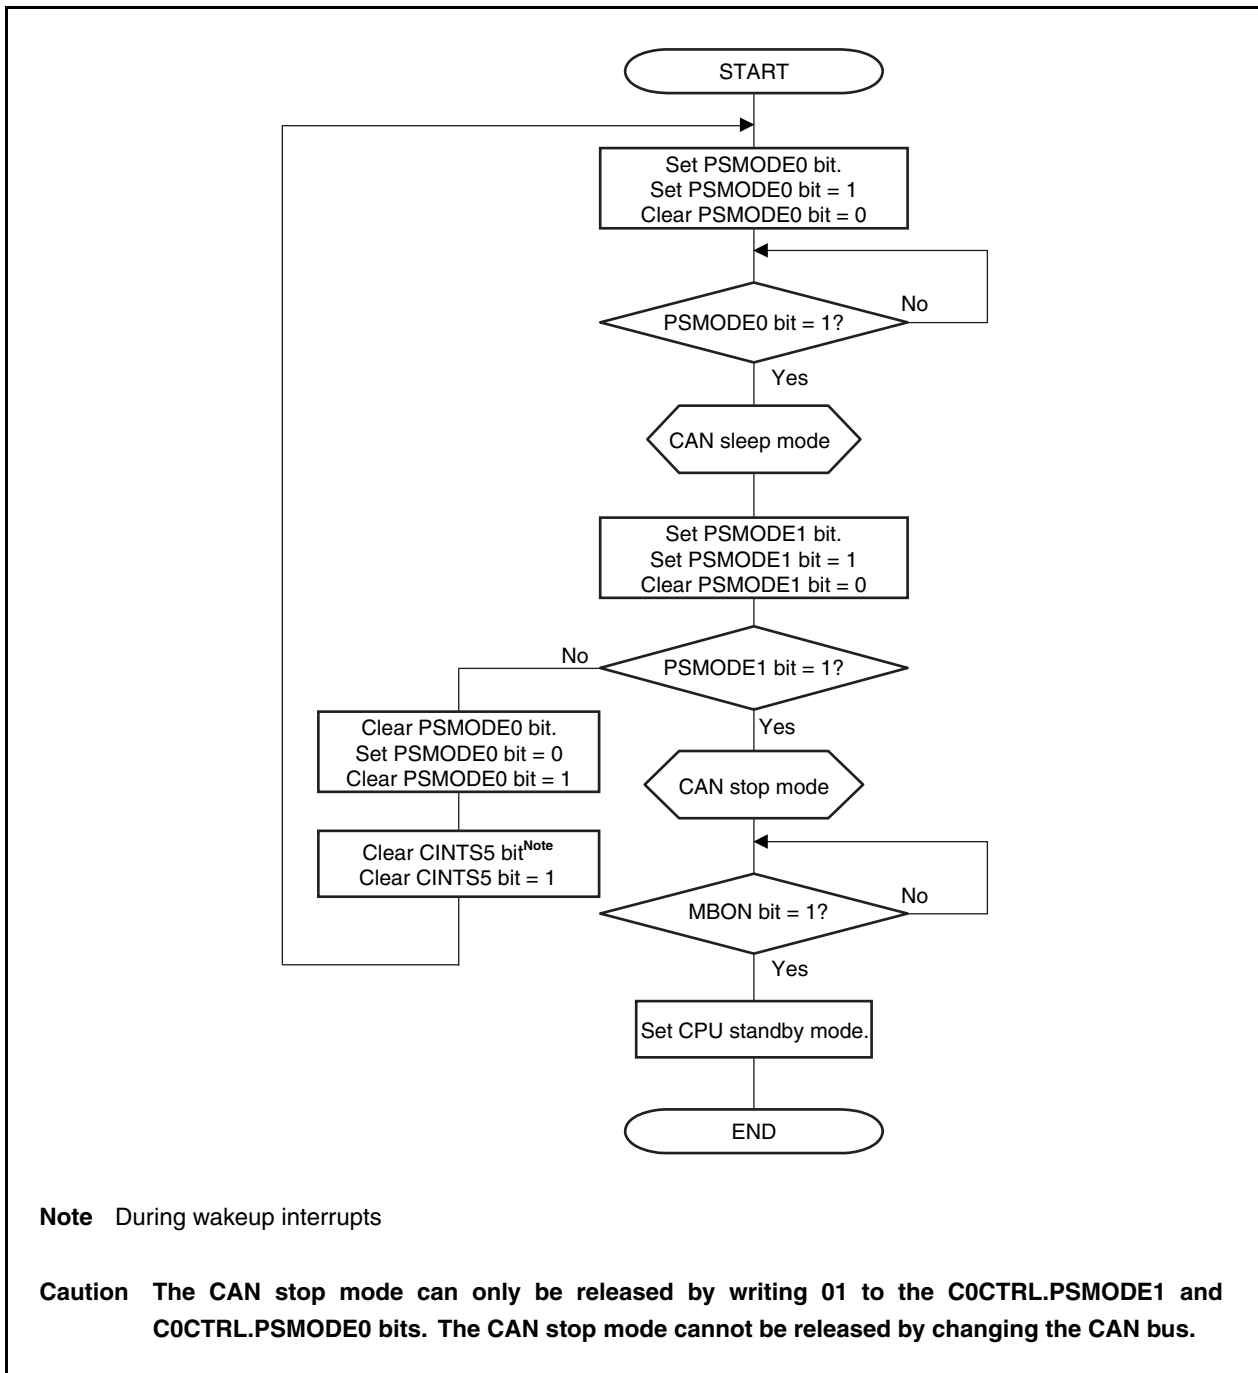 START
Set PSMODE0 bit.
Set PSMODE0 bit = 1
Clear PSMODE0 bit = 0
No
PSMODE0 bit = 1?
Yes
CAN sleep mode
Set PSMODE1 bit.
Set PSMODE1 bit = 1
Clear PSMODE1 bit = 0
No
PSMODE1 bit = 1?
Yes
Clear PSMODE0 bit.
Set PSMODE0 bit = 0
Clear PSMODE0 bit = 1
CAN stop mode
Clear CINTS5 bitNote
Clear CINTS5 bit = 1
No
MBON bit = 1?
Yes
Set CPU standby mode.
END
Note During wakeup interrupts
Caution The CAN stop mode can only be released by writing 01 to the C0CTRL.PSMODE1 and
C0CTRL.PSMODE0 bits. The CAN stop mode cannot be released by changing the CAN bus.